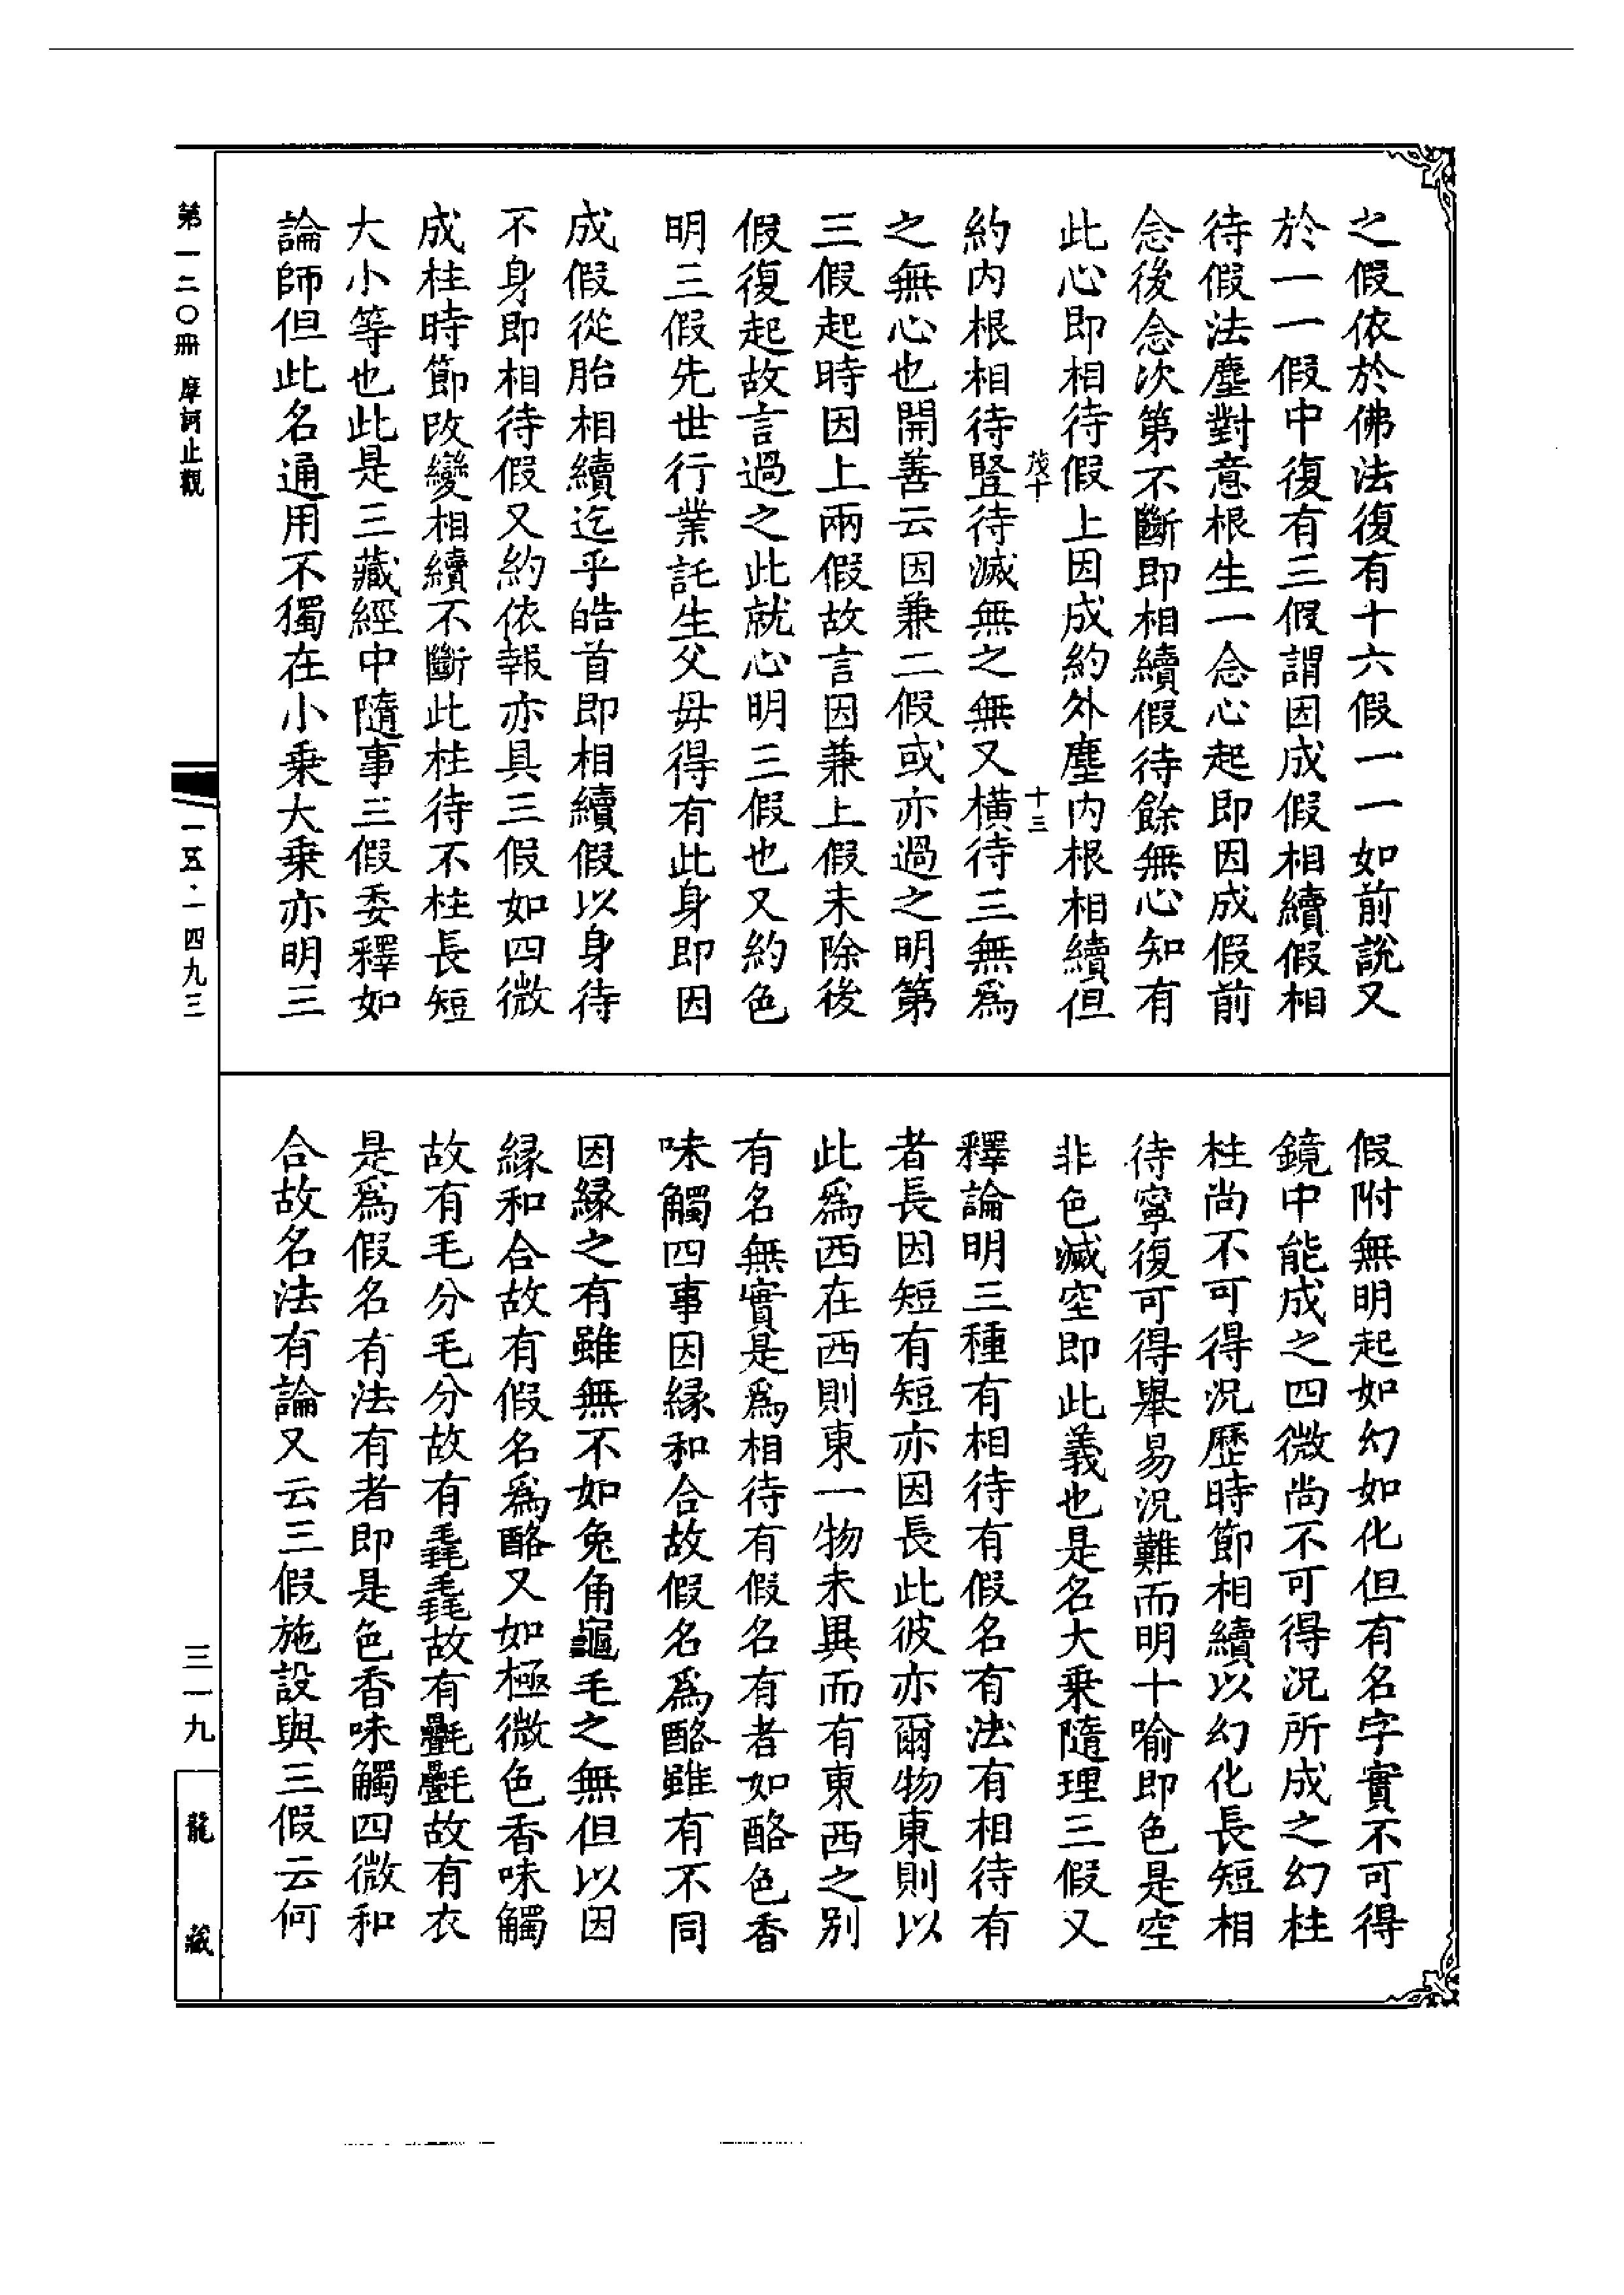 之假依於佛法復有十六假一一如前説又
於一一假中復有三假謂因成假相續假相
待假法塵對意根生一念心起即因成假前
念後念次第不斷即相續假待餘無心知有
此心即相待假上因成約外塵内根相續但
茂十
十三
約内根相待豎待滅無之無又横待三無為
之無心也開善云因兼二假或亦過之明第
三假起時因上兩假故言因兼上假未除後
假復起故言過之此就心明三假也又約色
明三假先世行業託生父毋得有此身即因
成假從胎相續迄乎皓首即相續假以身待
不身即相待假又約依報亦具三假如四微
成柱時節改變相續不斷此柱待不柱長短
大小等也此是三藏經中隨事三假委釋如
論師但此名通用不獨在小乗大乗亦明三
假附無明起如幻如化但有名字實不可得
鏡中能成之四微尚不可得況所成之幻柱
柱尚不可得況歷時節相續以幻化長短相
待寧復可得舉易況難而明十喻即色是空
非色滅空即此義也是名大乗隨理三假又
釋論明三種有相待有假名有法有相待有
者長因短有短亦因長此彼亦爾物東則以
此為西在西則東一物未異而有東西之别
有名無實是為相待有假名有者如酪色香
味觸四事因緣和合故假名為酪雖有不同
因緣之有雖無不如兔角龜毛之無但以因
緣和合故有假名為酪又如極微色香味觸
故有毛分毛分故有毳毳故有㲲㲲故有衣
是為假名有法有者即是色香味觸四微和
合故名法有論又云三假施設與三假云何
第一二〇冊 摩訶止觀
一五·一四九三
三一九
龍藏